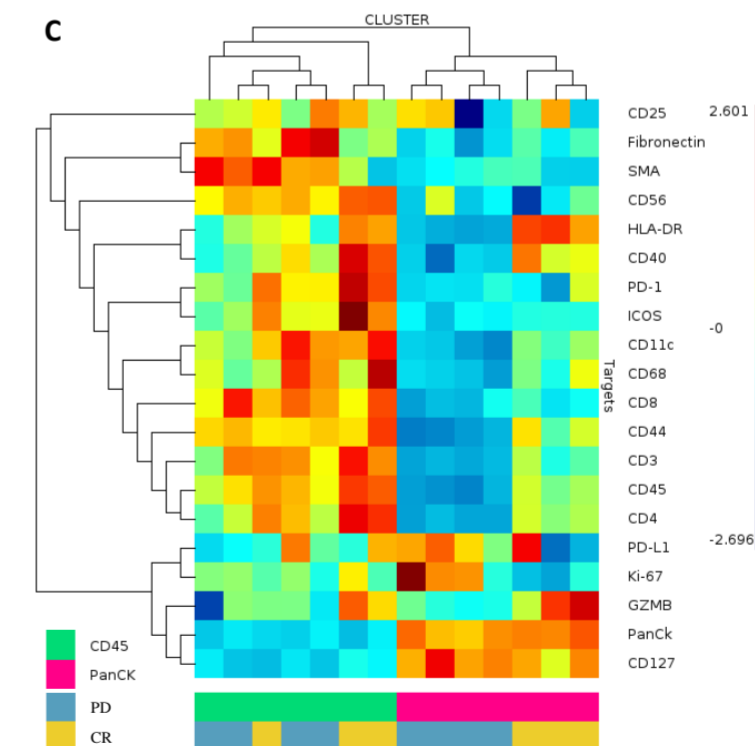 C
CLUSTER
CD25
2.601
Fibronectin
SMA
CD56
HLA-DR
CD40
PD-1
ICOS
-0
CD11c
CD68
Targets
CD8
CD44
CD3
CD45
CD4
PD-L1
-2.696
Ki-67
GZMB
PanCk
CD127
CD45
PanCK
PD
CR